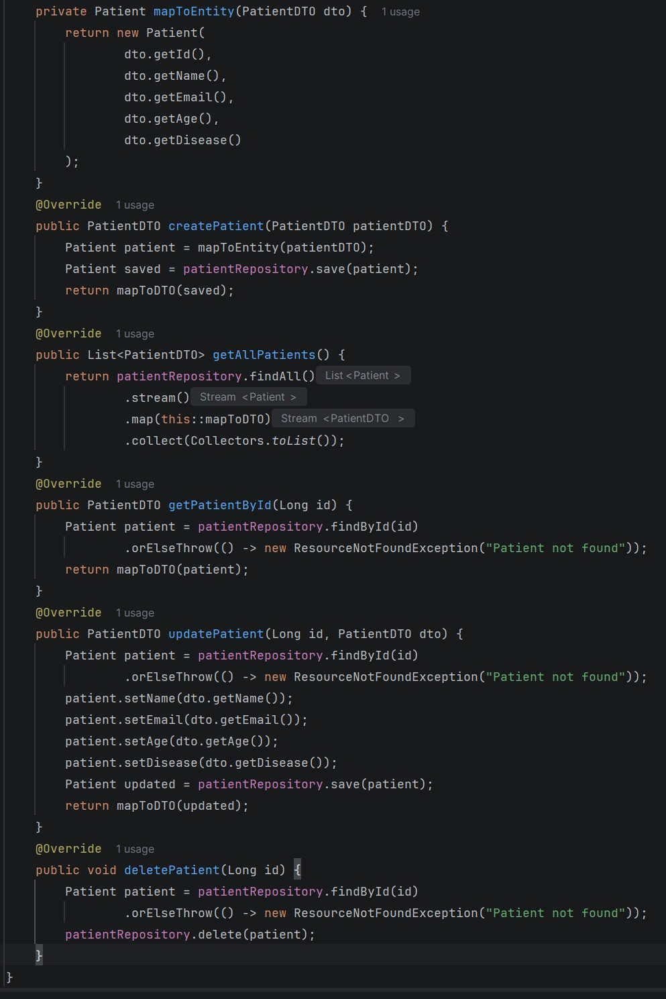 private Patient mapToEntity(PatientDTO dto) {  1 usage
    return new Patient(
            dto.getId(),
            dto.getName(),
            dto.getEmail(),
            dto.getAge(),
            dto.getDisease()
    );
}
@Override  1 usage
public PatientDTO createPatient(PatientDTO patientDTO) {
    Patient patient = mapToEntity(patientDTO);
    Patient saved = patientRepository.save(patient);
    return mapToDTO(saved);
}
@Override  1 usage
public List<PatientDTO> getAllPatients() {
    return patientRepository.findAll() List <Patient >
            .stream() Stream <Patient >
            .map(this::mapToDTO) Stream <PatientDTO >
            .collect(Collectors.toList());
}
@Override  1 usage
public PatientDTO getPatientById(Long id) {
    Patient patient = patientRepository.findById(id)
            .orElseThrow(() -> new ResourceNotFoundException("Patient not found"));
    return mapToDTO(patient);
}
@Override  1 usage
public PatientDTO updatePatient(Long id, PatientDTO dto) {
    Patient patient = patientRepository.findById(id)
            .orElseThrow(() -> new ResourceNotFoundException("Patient not found"));
    patient.setName(dto.getName());
    patient.setEmail(dto.getEmail());
    patient.setAge(dto.getAge());
    patient.setDisease(dto.getDisease());
    Patient updated = patientRepository.save(patient);
    return mapToDTO(updated);
}
@Override  1 usage
public void deletePatient(Long id) {
    Patient patient = patientRepository.findById(id)
            .orElseThrow(() -> new ResourceNotFoundException("Patient not found"));
    patientRepository.delete(patient);
}
}